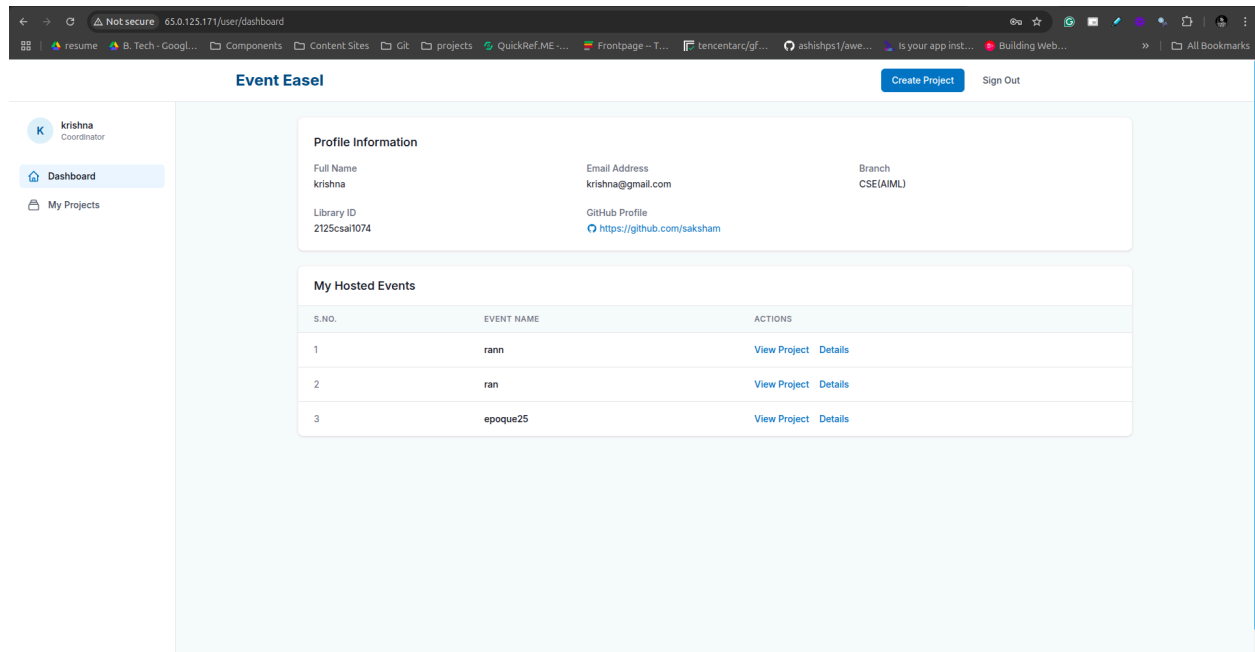 Not secure 65.0.125.171/user/dashboard
resume B. Tech - Googl... Components Content Sites Git projects QuickRef.ME -... Frontpage – T... tencentarc/gf... ashishps1/awe... Is your app inst... Building Web... » All Bookmarks
Event Easel Create Project Sign Out
K krishna
Coordinator
Dashboard
My Projects
Profile Information
Full Name Email Address Branch
krishna krishna@gmail.com CSE(AIML)
Library ID GitHub Profile
2125csai1074 https://github.com/saksham
My Hosted Events
S.NO. EVENT NAME ACTIONS
1 rann View Project Details
2 ran View Project Details
3 epoque25 View Project Details